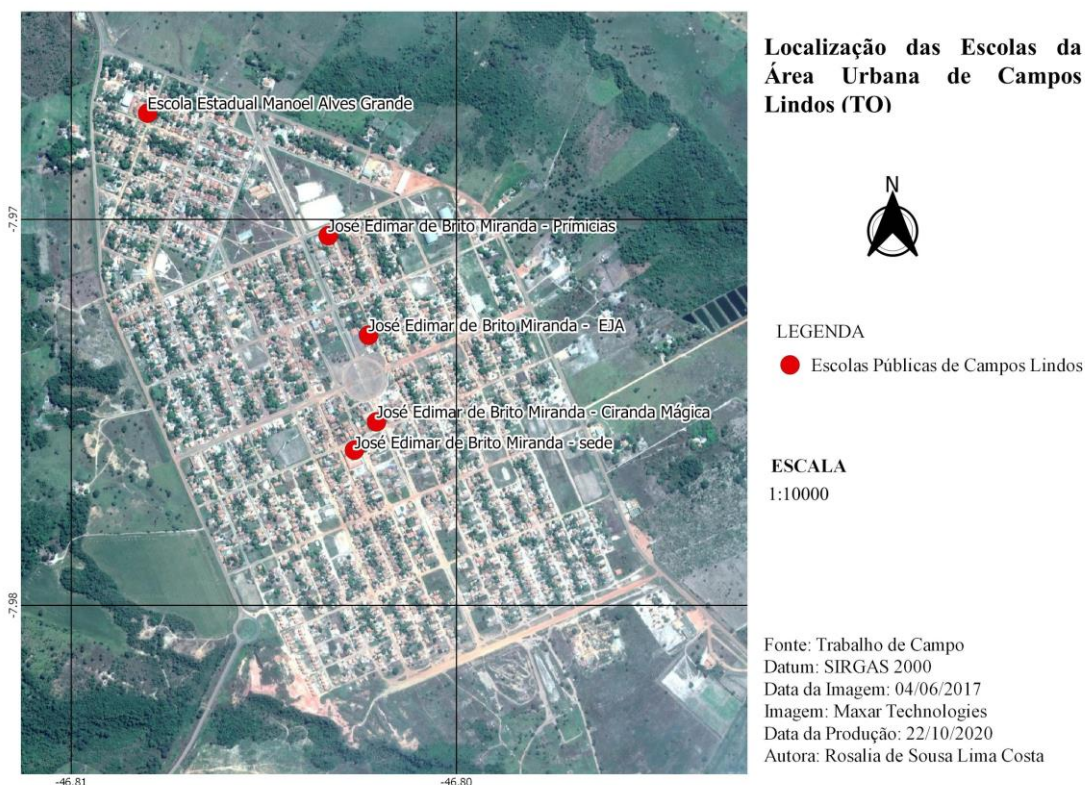 Localização das Escolas da
Área Urbana de Campos
Lindos (TO)
Escola Estadual Manoel Alves Grande
N
-7.97
José Edimar de Brito Miranda - Prímicias
José Edimar de Brito Miranda - EJA
LEGENDA
Escolas Públicas de Campos Lindos
José Edimar de Brito Miranda - Ciranda Mágica
José Edimar de Brito Miranda - sede
ESCALA
1:10000
-7.98
Fonte: Trabalho de Campo
Datum: SIRGAS 2000
Data da Imagem: 04/06/2017
Imagem: Maxar Technologies
Data da Produção: 22/10/2020
Autora: Rosalia de Sousa Lima Costa
-46.81
-46.80